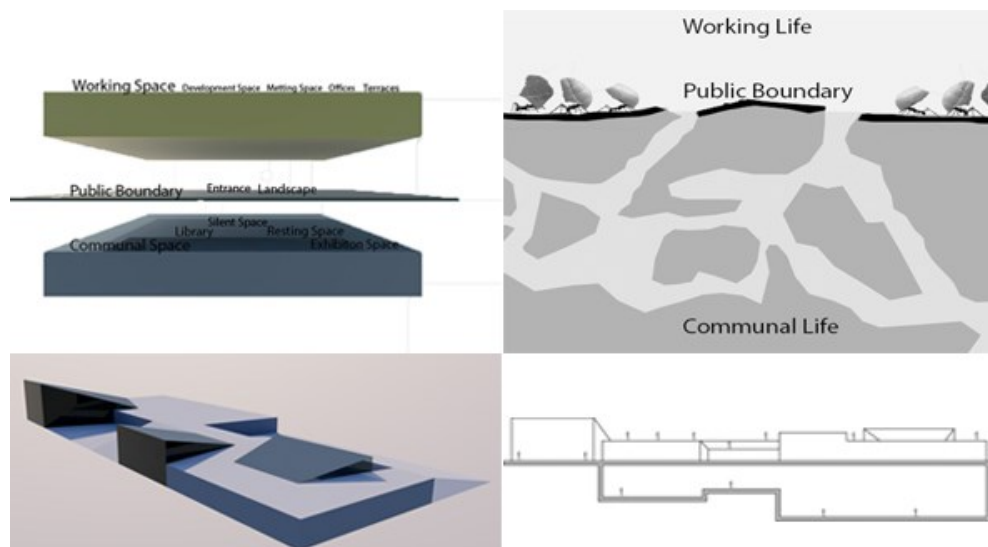 Working Space Development Space Metting Space Offices Terraces
Public Boundary Entrance Landscape
Silent Space
Library Resting Space
Communal Space Exhibiton Space
Working Life
Public Boundary
Communal Life